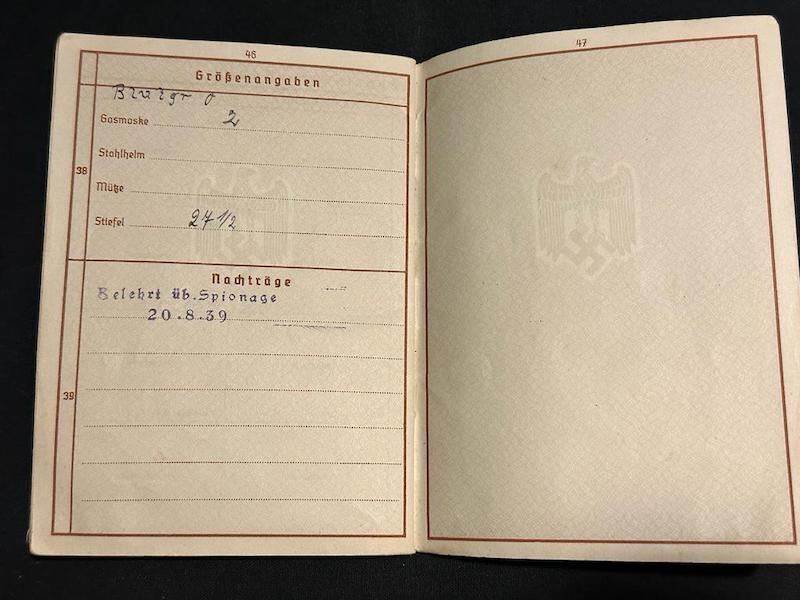 46
Größenangaben
Blutgr O
Gasmaske 2
Stahlhelm
38
Mütze
Stiefel 27 1/2
Nachträge
Belehrt üb. Spionage
20.8.39
39
47